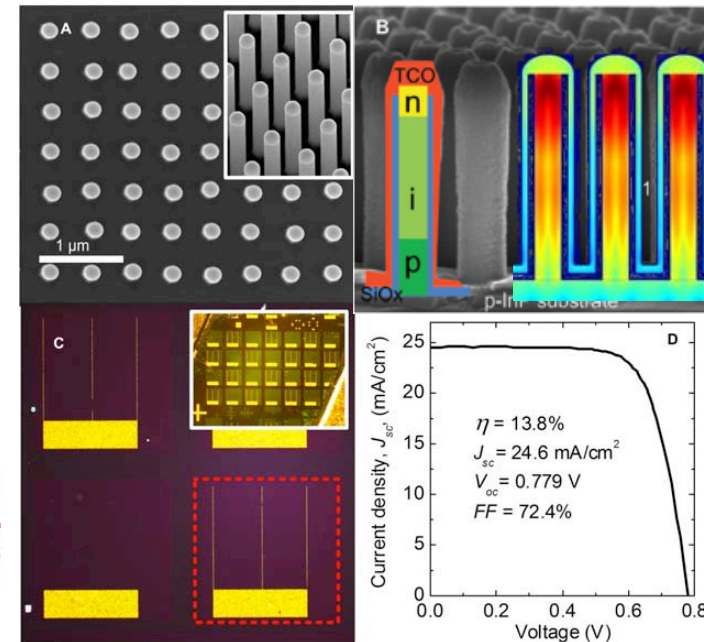 A
1 µm
B
TCO
n
i
p
SiOx
p-InP substrate
1
C
D
25
20
15
10
5
0
0.0 0.2 0.4 0.6 0.8
Current density, Jsc, (mA/cm²)
Voltage (V)
η = 13.8%
Jsc = 24.6 mA/cm²
Voc = 0.779 V
FF = 72.4%